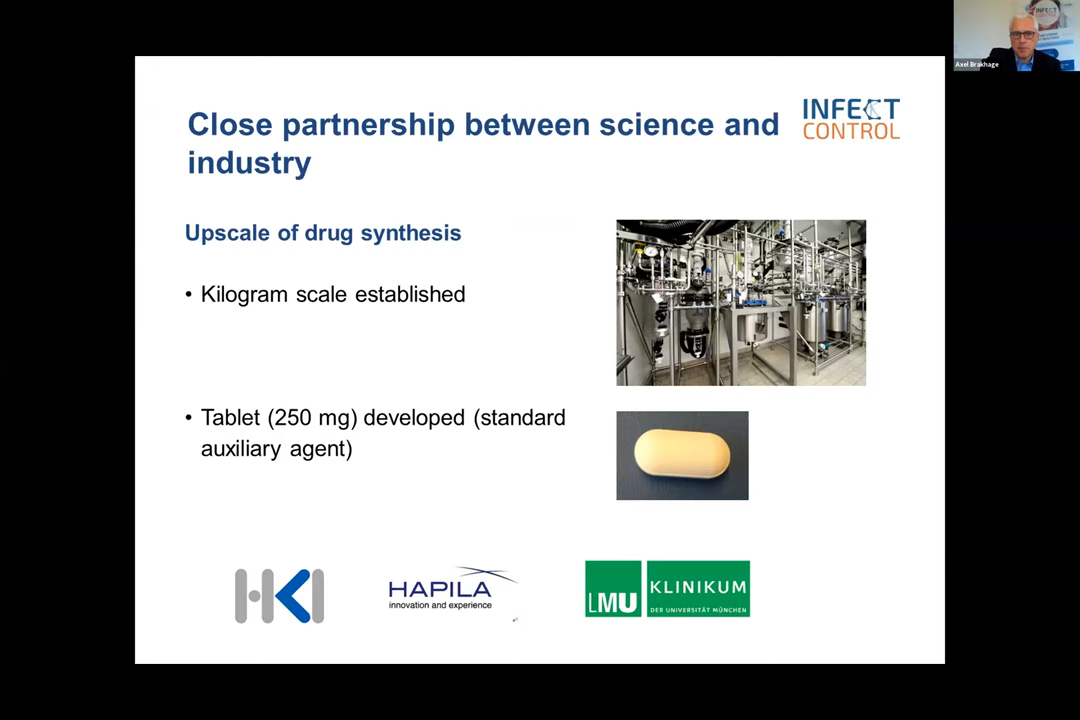 INFECT
Axel Brakhage
Close partnership between science and
industry
INFECT
CONTROL
Upscale of drug synthesis
• Kilogram scale established
• Tablet (250 mg) developed (standard
auxiliary agent)
HKI
HAPILA
innovation and experience
LMU
KLINIKUM
DER UNIVERSITÄT MÜNCHEN